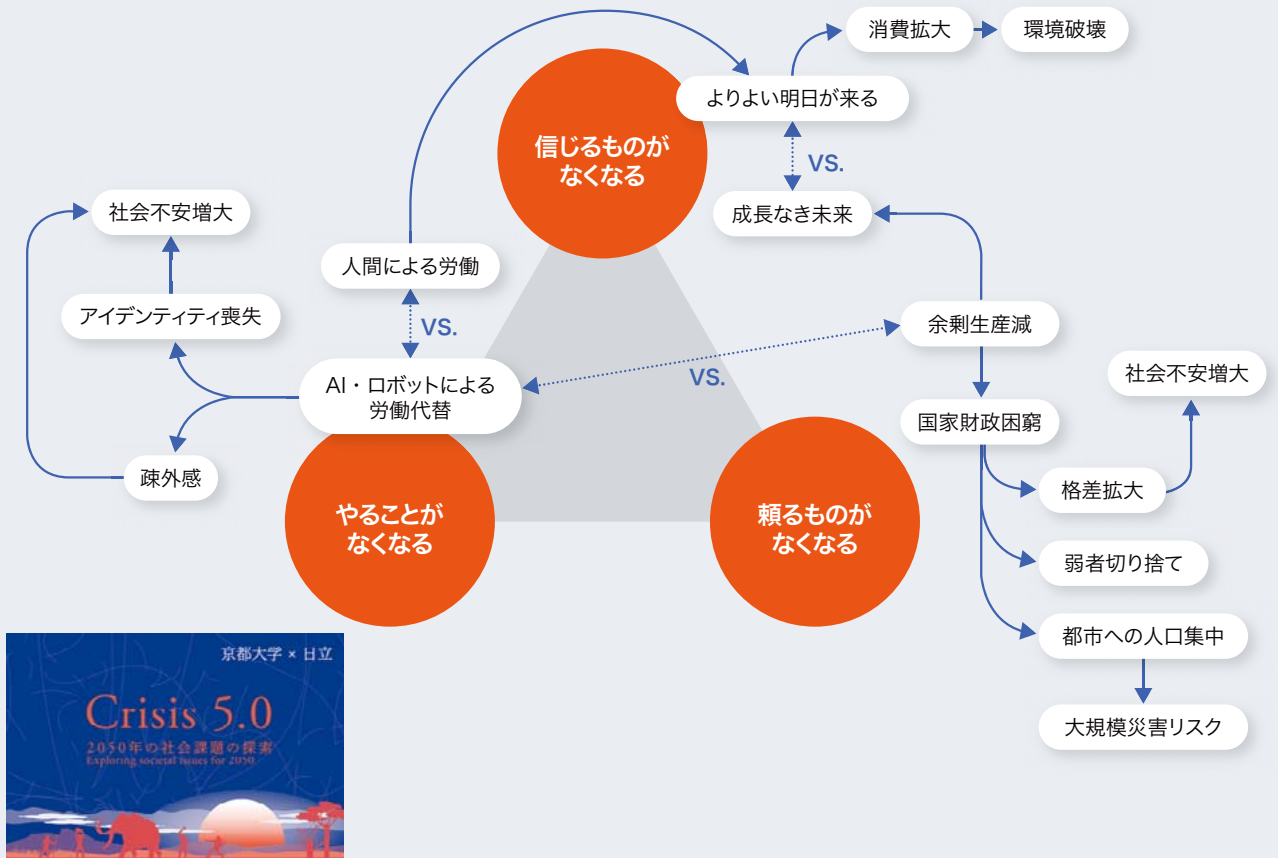 消費拡大
環境破壊
よりよい明日が来る
信じるものが
なくなる
VS.
成長なき未来
社会不安増大
人間による労働
アイデンティティ喪失
VS.
余剰生産減
AI・ロボットによる
労働代替
VS.
社会不安増大
国家財政困窮
疎外感
格差拡大
やることが
なくなる
頼るものが
なくなる
弱者切り捨て
都市への人口集中
大規模災害リスク
京都大学 × 日立
Crisis 5.0
2050年の社会課題の探索
Exploring societal issues for 2050